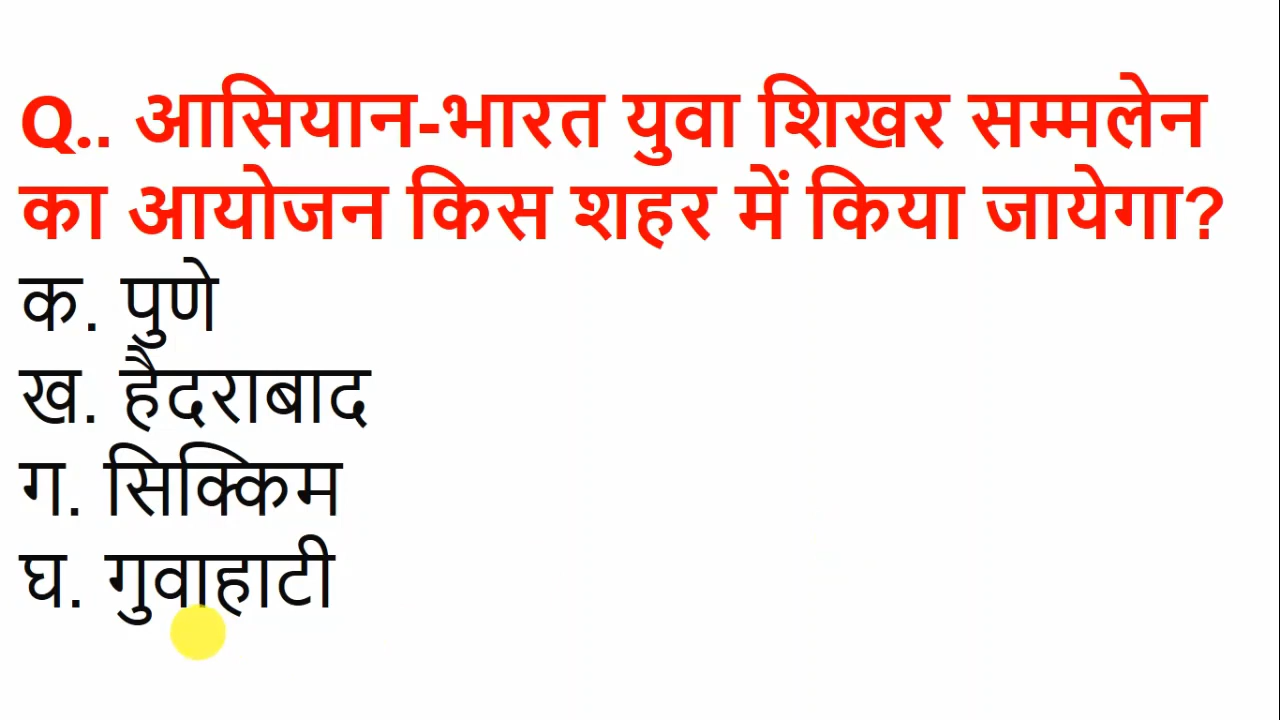 Q.. आसियान-भारत युवा शिखर सम्मलेन
का आयोजन किस शहर में किया जायेगा?
क. पुणे
ख. हैदराबाद
ग. सिक्किम
घ. गुवाहाटी